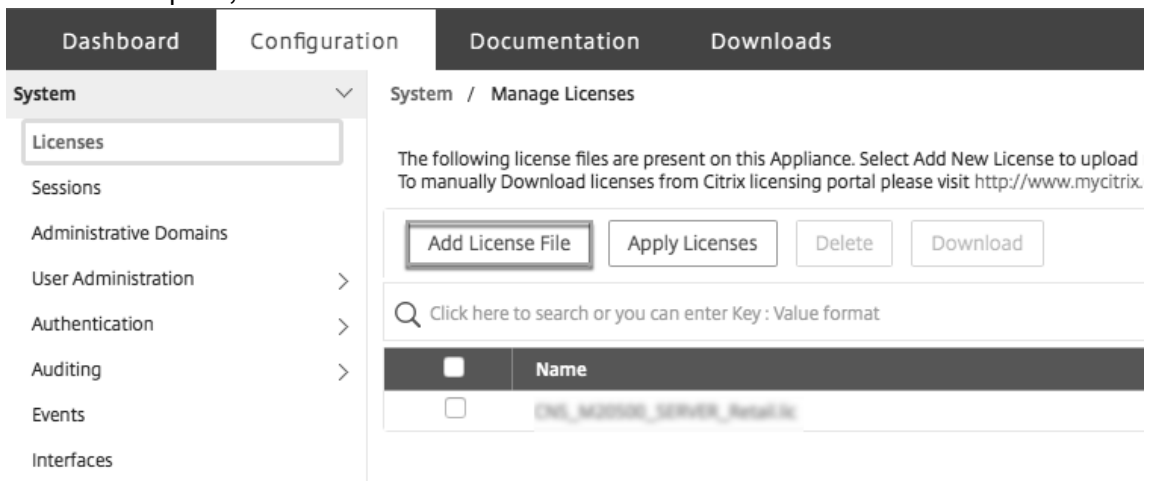 Dashboard Configuration Documentation Downloads
System
Licenses
Sessions
Administrative Domains
User Administration
Authentication
Auditing
Events
Interfaces
System / Manage Licenses
The following license files are present on this Appliance. Select Add New License to upload
To manually Download licenses from Citrix licensing portal please visit http://www.mycitrix.
Add License File Apply Licenses Delete Download
Click here to search or you can enter Key : Value format
Name